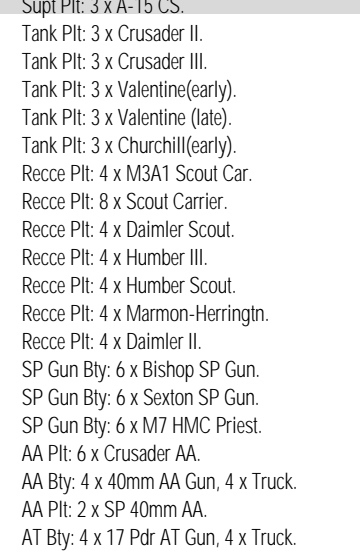 Supt Plt: 3 x A-15 CS.
Tank Plt: 3 x Crusader II.
Tank Plt: 3 x Crusader III.
Tank Plt: 3 x Valentine(early).
Tank Plt: 3 x Valentine (late).
Tank Plt: 3 x Churchill(early).
Recce Plt: 4 x M3A1 Scout Car.
Recce Plt: 8 x Scout Carrier.
Recce Plt: 4 x Daimler Scout.
Recce Plt: 4 x Humber III.
Recce Plt: 4 x Humber Scout.
Recce Plt: 4 x Marmon-Herringtn.
Recce Plt: 4 x Daimler II.
SP Gun Bty: 6 x Bishop SP Gun.
SP Gun Bty: 6 x Sexton SP Gun.
SP Gun Bty: 6 x M7 HMC Priest.
AA Plt: 6 x Crusader AA.
AA Bty: 4 x 40mm AA Gun, 4 x Truck.
AA Plt: 2 x SP 40mm AA.
AT Bty: 4 x 17 Pdr AT Gun, 4 x Truck.